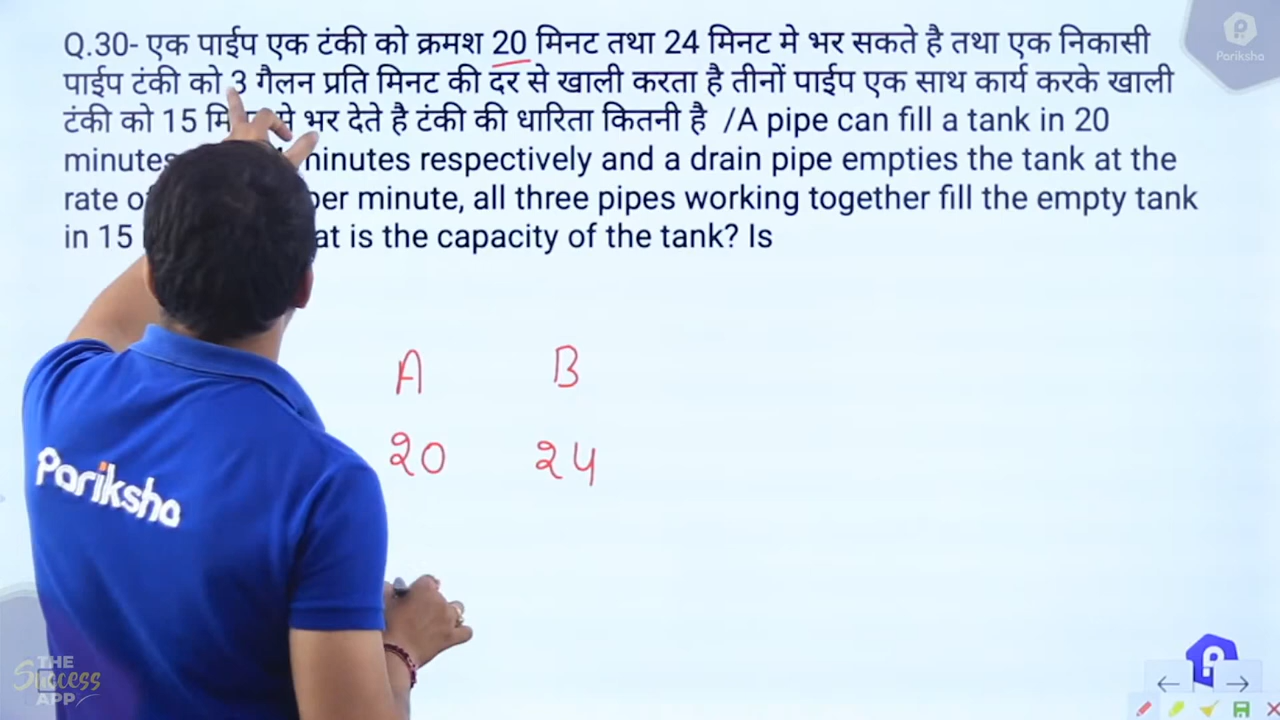 Q.30- एक पाईप एक टंकी को क्रमश 20 मिनट तथा 24 मिनट मे भर सकते है तथा एक निकासी
पाईप टंकी को 3 गैलन प्रति मिनट की दर से खाली करता है तीनों पाईप एक साथ कार्य करके खाली
टंकी को 15 मे भर देते है टंकी की धारिता कितनी है /A pipe can fill a tank in 20
minutes minutes respectively and a drain pipe empties the tank at the
rate per minute, all three pipes working together fill the empty tank
in 15 is the capacity of the tank? Is
A B
20 24
Pariksha
Pariksha
THE
Success
APP